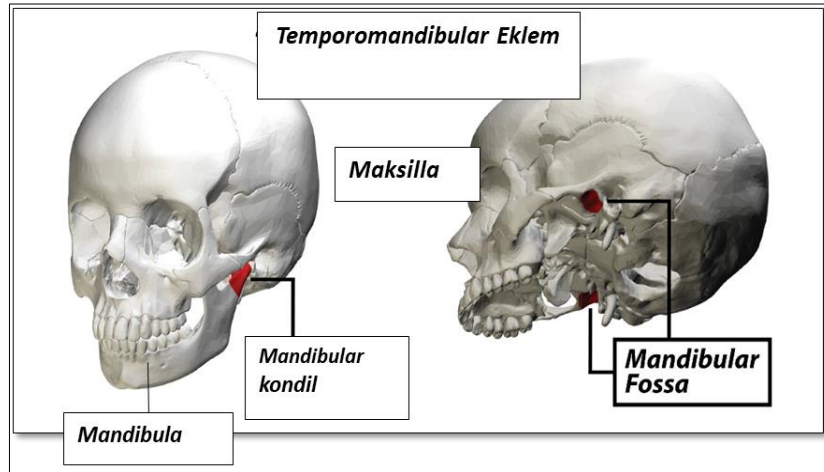 Temporomandibular Eklem
Maksilla
Mandibular
kondil
Mandibular
Fossa
Mandibula